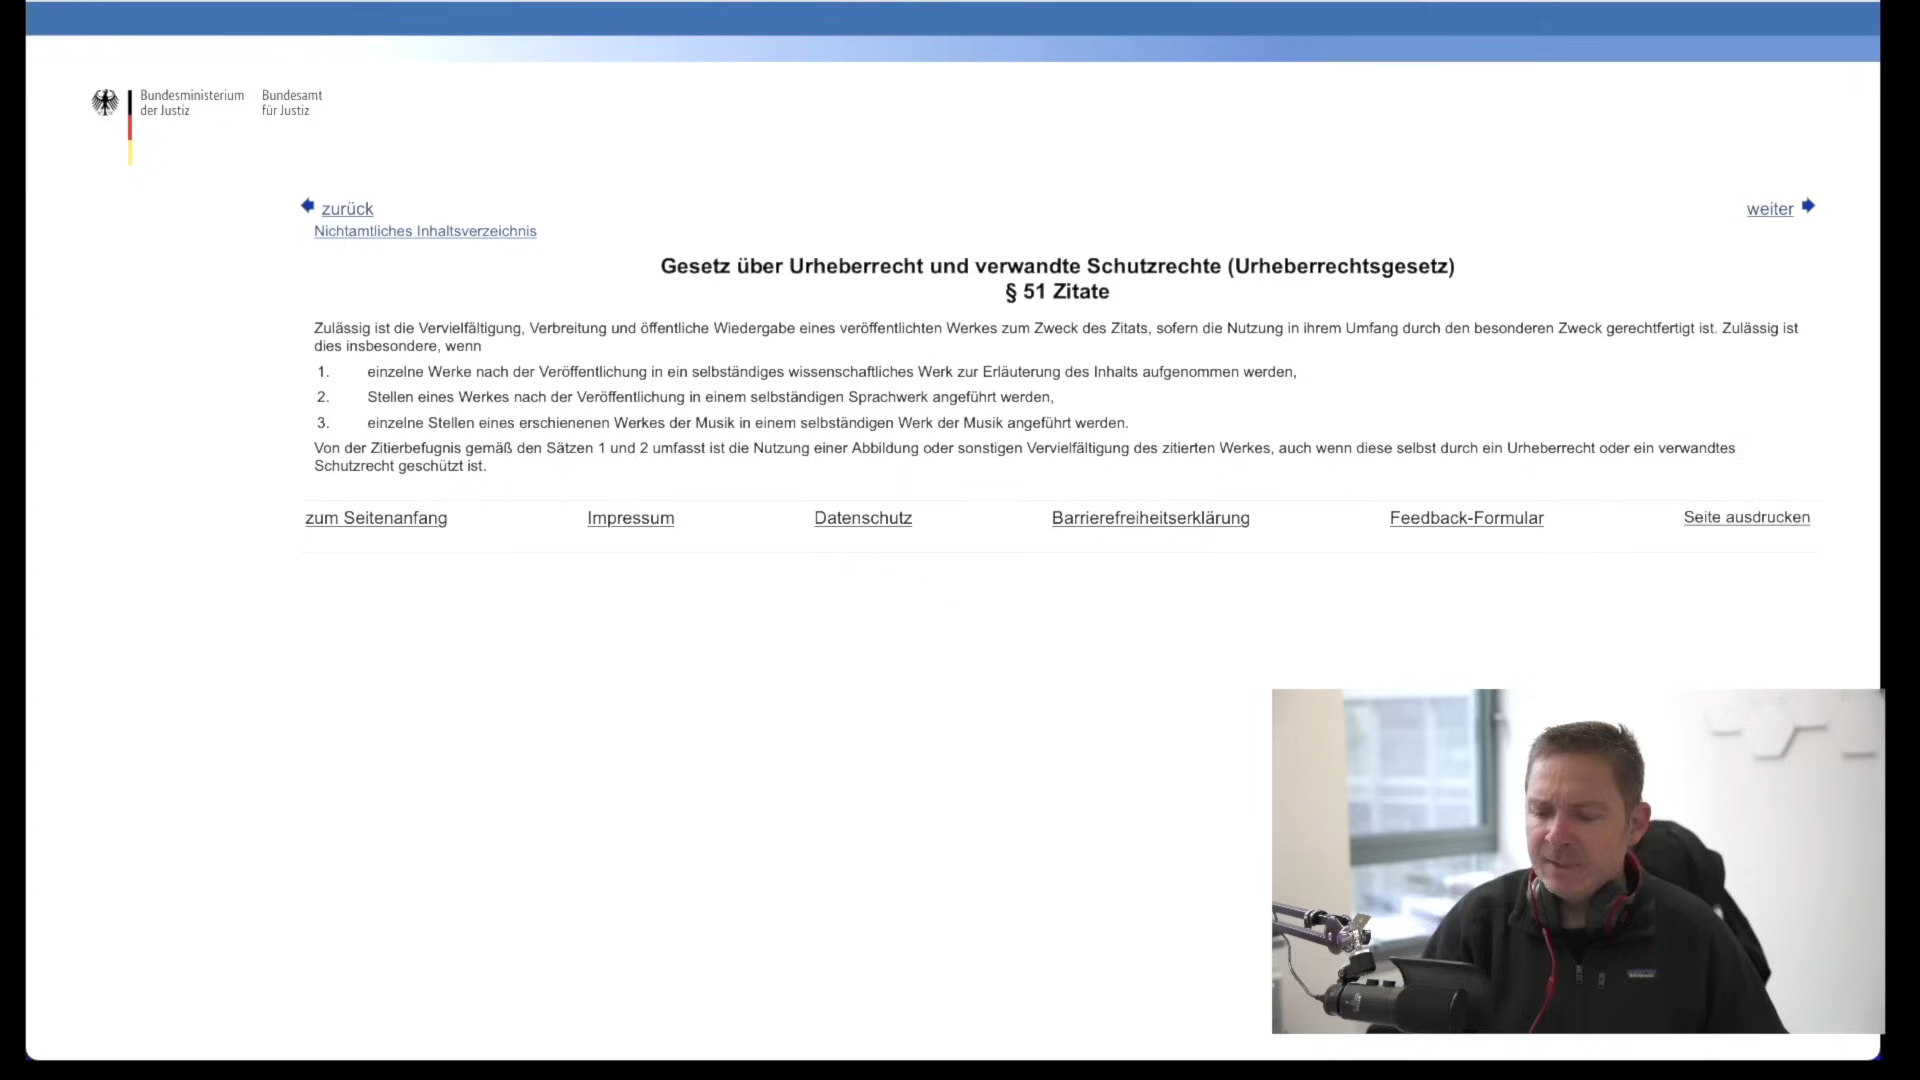 Bundesministerium der Justiz
Bundesamt für Justiz
zurück
weiter
Nichtamtliches Inhaltsverzeichnis
Gesetz über Urheberrecht und verwandte Schutzrechte (Urheberrechtsgesetz)
§ 51 Zitate
Zulässig ist die Vervielfältigung, Verbreitung und öffentliche Wiedergabe eines veröffentlichten Werkes zum Zweck des Zitats, sofern die Nutzung in ihrem Umfang durch den besonderen Zweck gerechtfertigt ist. Zulässig ist
dies insbesondere, wenn
1. einzelne Werke nach der Veröffentlichung in ein selbständiges wissenschaftliches Werk zur Erläuterung des Inhalts aufgenommen werden,
2. Stellen eines Werkes nach der Veröffentlichung in einem selbständigen Sprachwerk angeführt werden,
3. einzelne Stellen eines erschienenen Werkes der Musik in einem selbständigen Werk der Musik angeführt werden.
Von der Zitierbefugnis gemäß den Sätzen 1 und 2 umfasst ist die Nutzung einer Abbildung oder sonstigen Vervielfältigung des zitierten Werkes, auch wenn diese selbst durch ein Urheberrecht oder ein verwandtes
Schutzrecht geschützt ist.
zum Seitenanfang Impressum Datenschutz Barrierefreiheitserklärung Feedback-Formular Seite ausdrucken